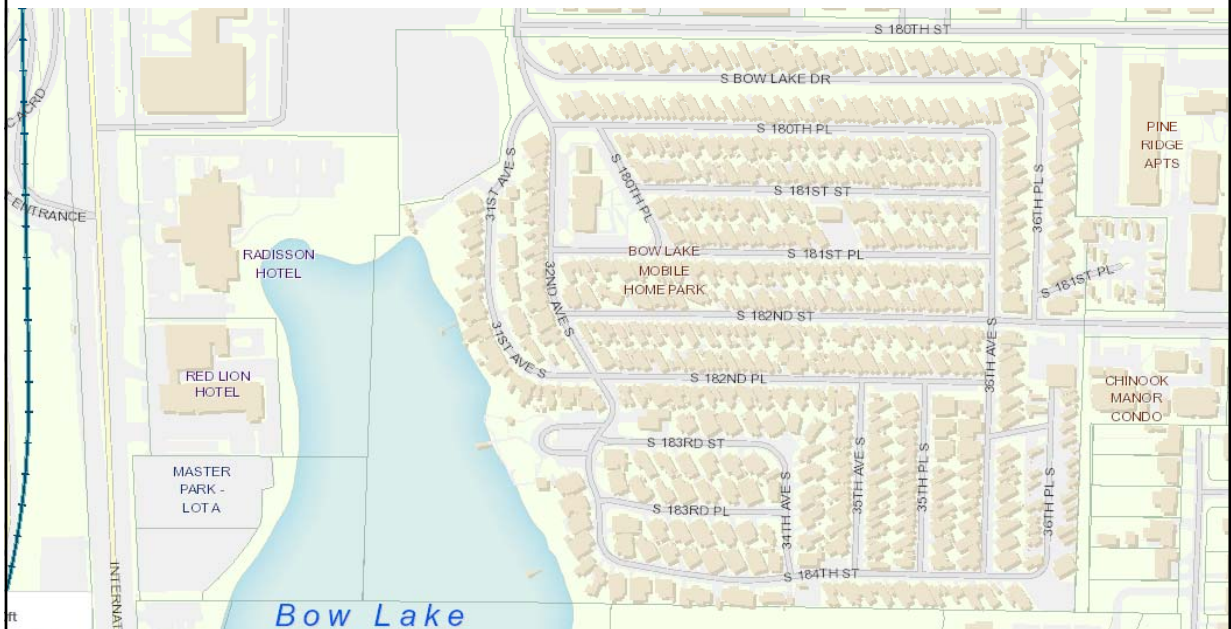 S 180TH ST
S BOW LAKE DR
C ACRD
S 180TH PL
PINE
RIDGE
APTS
31ST AVE S
S 180TH PL
S 181ST ST
36TH PL S
ENTRANCE
RADISSON
HOTEL
BOW LAKE
MOBILE
HOME PARK
S 181ST PL
32ND AVE S
S 181ST PL
S 182ND ST
31ST AVE S
36TH AVE S
RED LION
HOTEL
S 182ND PL
CHINOOK
MANOR
CONDO
S 183RD ST
MASTER
PARK -
LOT A
35TH AVE S
35TH PL S
36TH PL S
S 183RD PL
34TH AVE S
S 184TH ST
INTERNAT
Bow Lake
ft